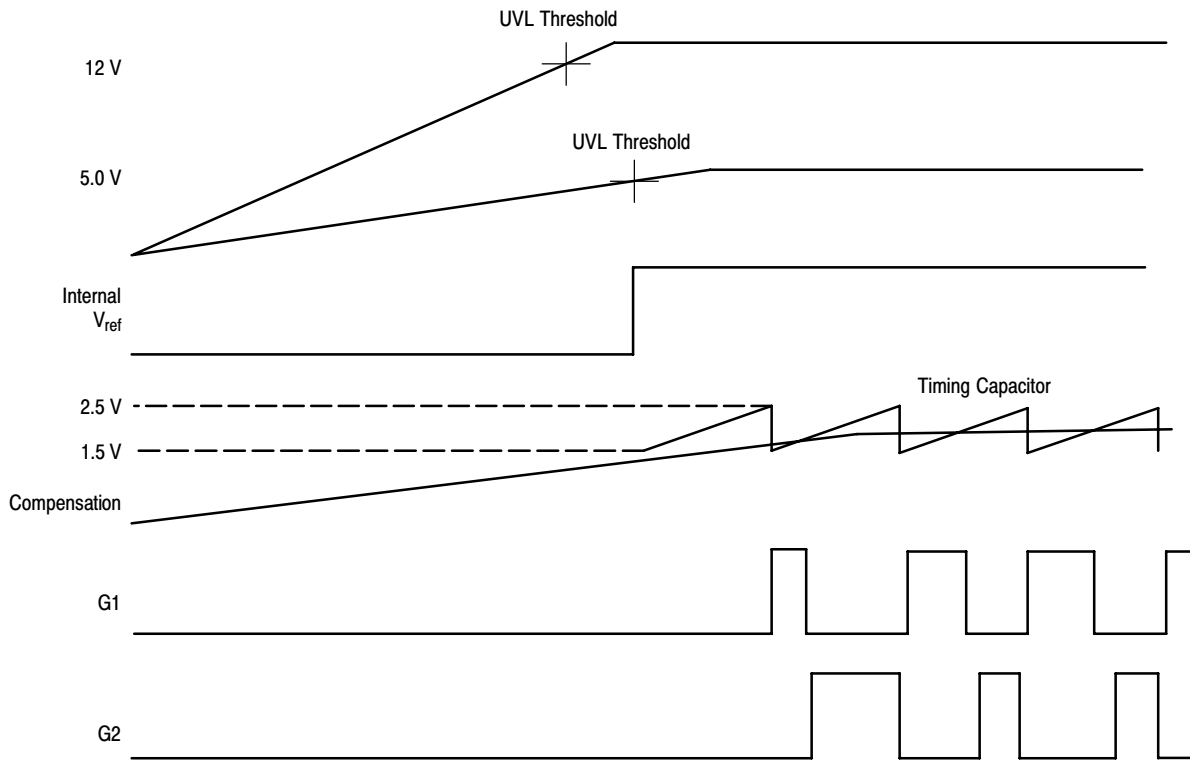 UVL Threshold
12 V
UVL Threshold
5.0 V
Internal
Vref
Timing Capacitor
2.5 V
1.5 V
Compensation
G1
G2